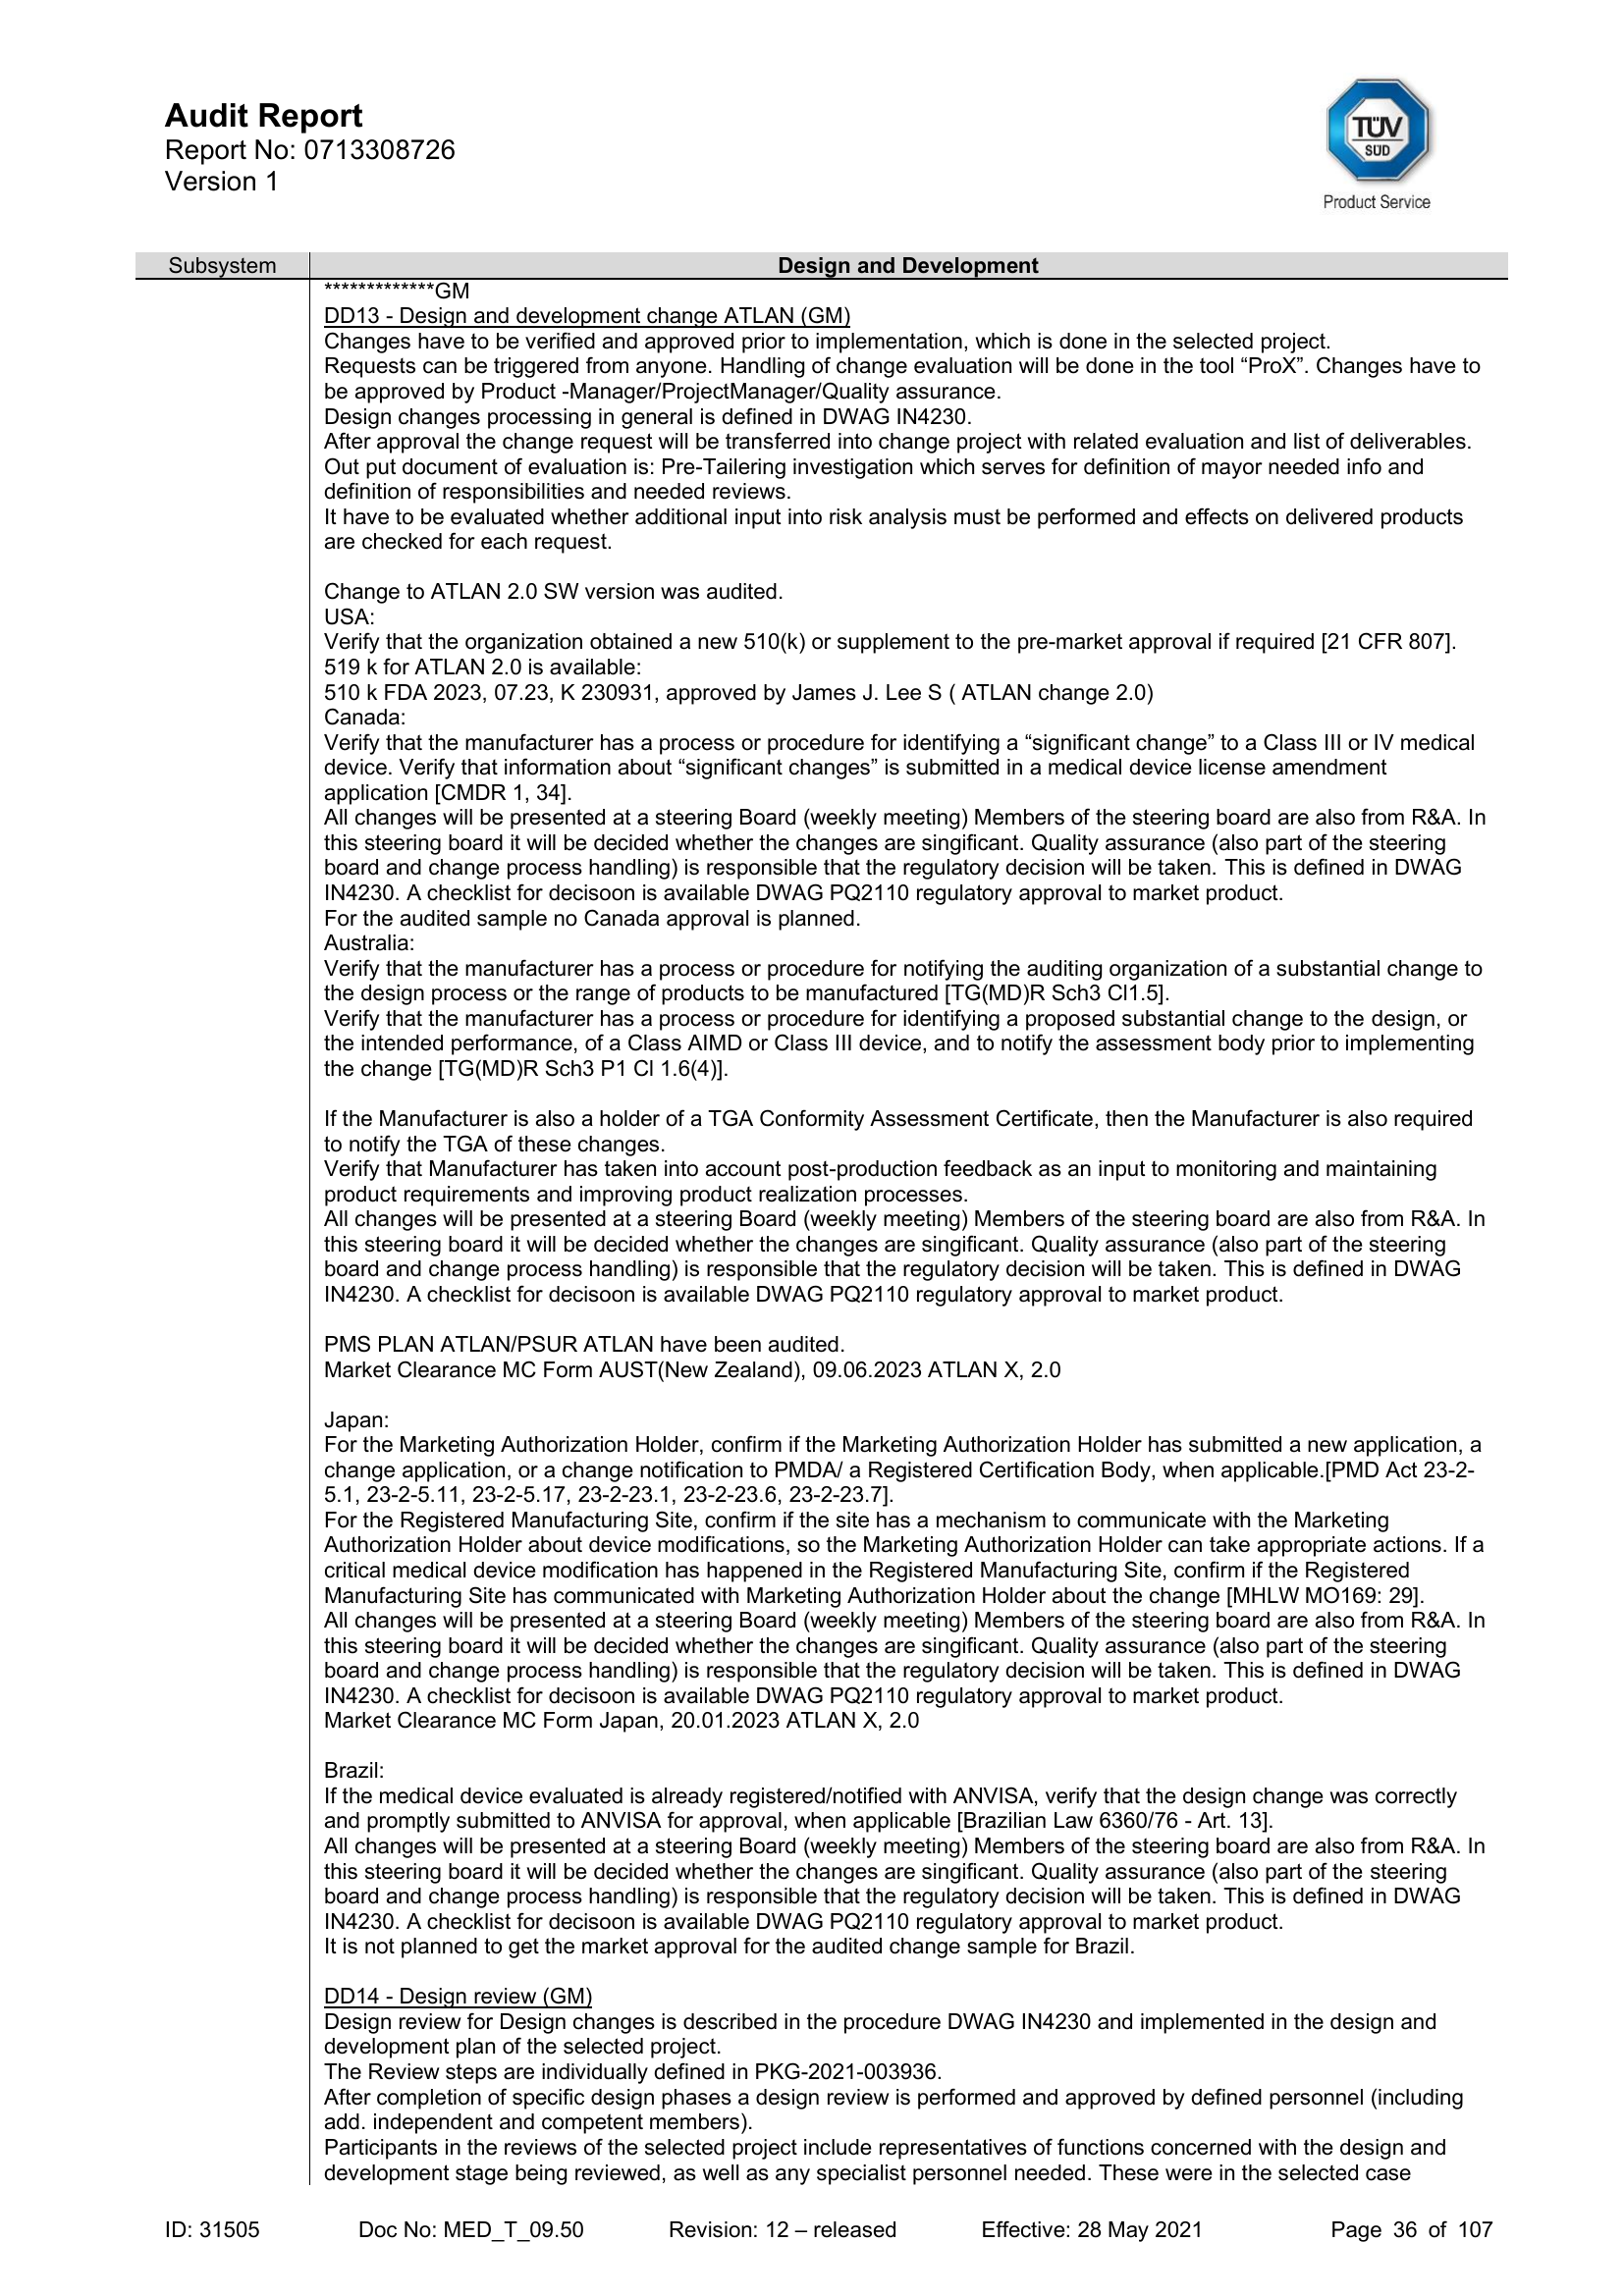 Audit Report
Report No: 0713308726
Version 1
TÜV
SÜD
Product Service
Subsystem Design and Development
*************GM
DD13 - Design and development change ATLAN (GM)
Changes have to be verified and approved prior to implementation, which is done in the selected project.
Requests can be triggered from anyone. Handling of change evaluation will be done in the tool “ProX”. Changes have to
be approved by Product -Manager/ProjectManager/Quality assurance.
Design changes processing in general is defined in DWAG IN4230.
After approval the change request will be transferred into change project with related evaluation and list of deliverables.
Out put document of evaluation is: Pre-Tailering investigation which serves for definition of mayor needed info and
definition of responsibilities and needed reviews.
It have to be evaluated whether additional input into risk analysis must be performed and effects on delivered products
are checked for each request.
Change to ATLAN 2.0 SW version was audited.
USA:
Verify that the organization obtained a new 510(k) or supplement to the pre-market approval if required [21 CFR 807].
519 k for ATLAN 2.0 is available:
510 k FDA 2023, 07.23, K 230931, approved by James J. Lee S ( ATLAN change 2.0)
Canada:
Verify that the manufacturer has a process or procedure for identifying a “significant change” to a Class III or IV medical
device. Verify that information about “significant changes” is submitted in a medical device license amendment
application [CMDR 1, 34].
All changes will be presented at a steering Board (weekly meeting) Members of the steering board are also from R&A. In
this steering board it will be decided whether the changes are singificant. Quality assurance (also part of the steering
board and change process handling) is responsible that the regulatory decision will be taken. This is defined in DWAG
IN4230. A checklist for decisoon is available DWAG PQ2110 regulatory approval to market product.
For the audited sample no Canada approval is planned.
Australia:
Verify that the manufacturer has a process or procedure for notifying the auditing organization of a substantial change to
the design process or the range of products to be manufactured [TG(MD)R Sch3 Cl1.5].
Verify that the manufacturer has a process or procedure for identifying a proposed substantial change to the design, or
the intended performance, of a Class AIMD or Class III device, and to notify the assessment body prior to implementing
the change [TG(MD)R Sch3 P1 Cl 1.6(4)].
If the Manufacturer is also a holder of a TGA Conformity Assessment Certificate, then the Manufacturer is also required
to notify the TGA of these changes.
Verify that Manufacturer has taken into account post-production feedback as an input to monitoring and maintaining
product requirements and improving product realization processes.
All changes will be presented at a steering Board (weekly meeting) Members of the steering board are also from R&A. In
this steering board it will be decided whether the changes are singificant. Quality assurance (also part of the steering
board and change process handling) is responsible that the regulatory decision will be taken. This is defined in DWAG
IN4230. A checklist for decisoon is available DWAG PQ2110 regulatory approval to market product.
PMS PLAN ATLAN/PSUR ATLAN have been audited.
Market Clearance MC Form AUST(New Zealand), 09.06.2023 ATLAN X, 2.0
Japan:
For the Marketing Authorization Holder, confirm if the Marketing Authorization Holder has submitted a new application, a
change application, or a change notification to PMDA/ a Registered Certification Body, when applicable.[PMD Act 23-2-
5.1, 23-2-5.11, 23-2-5.17, 23-2-23.1, 23-2-23.6, 23-2-23.7].
For the Registered Manufacturing Site, confirm if the site has a mechanism to communicate with the Marketing
Authorization Holder about device modifications, so the Marketing Authorization Holder can take appropriate actions. If a
critical medical device modification has happened in the Registered Manufacturing Site, confirm if the Registered
Manufacturing Site has communicated with Marketing Authorization Holder about the change [MHLW MO169: 29].
All changes will be presented at a steering Board (weekly meeting) Members of the steering board are also from R&A. In
this steering board it will be decided whether the changes are singificant. Quality assurance (also part of the steering
board and change process handling) is responsible that the regulatory decision will be taken. This is defined in DWAG
IN4230. A checklist for decisoon is available DWAG PQ2110 regulatory approval to market product.
Market Clearance MC Form Japan, 20.01.2023 ATLAN X, 2.0
Brazil:
If the medical device evaluated is already registered/notified with ANVISA, verify that the design change was correctly
and promptly submitted to ANVISA for approval, when applicable [Brazilian Law 6360/76 - Art. 13].
All changes will be presented at a steering Board (weekly meeting) Members of the steering board are also from R&A. In
this steering board it will be decided whether the changes are singificant. Quality assurance (also part of the steering
board and change process handling) is responsible that the regulatory decision will be taken. This is defined in DWAG
IN4230. A checklist for decisoon is available DWAG PQ2110 regulatory approval to market product.
It is not planned to get the market approval for the audited change sample for Brazil.
DD14 - Design review (GM)
Design review for Design changes is described in the procedure DWAG IN4230 and implemented in the design and
development plan of the selected project.
The Review steps are individually defined in PKG-2021-003936.
After completion of specific design phases a design review is performed and approved by defined personnel (including
add. independent and competent members).
Participants in the reviews of the selected project include representatives of functions concerned with the design and
development stage being reviewed, as well as any specialist personnel needed. These were in the selected case
ID: 31505 Doc No: MED_T_09.50 Revision: 12 – released Effective: 28 May 2021 Page 36 of 107